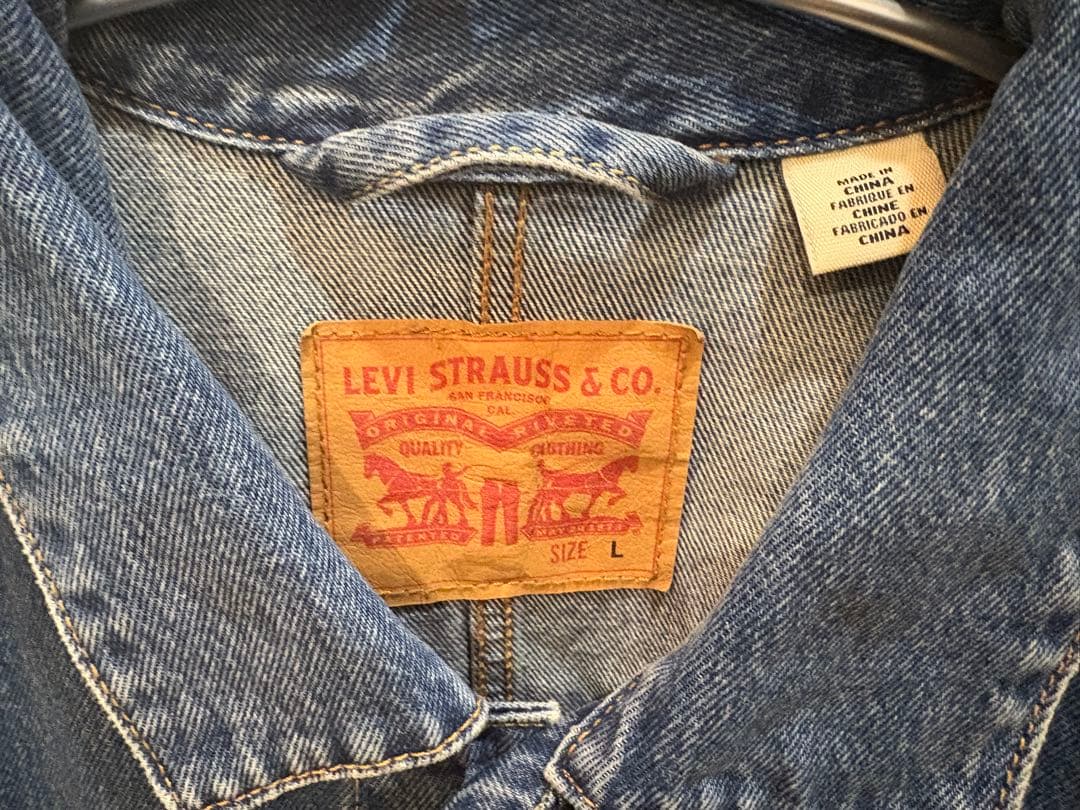 MADE IN
CHINA
FABRIQUE EN
CHINE
FABRICADO EN
CHINA
LEVI STRAUSS & CO.
SAN FRANCISCO
CAL
ORIGINAL RIVETED
QUALITY CLOTHING
PATENTED
SIZE L